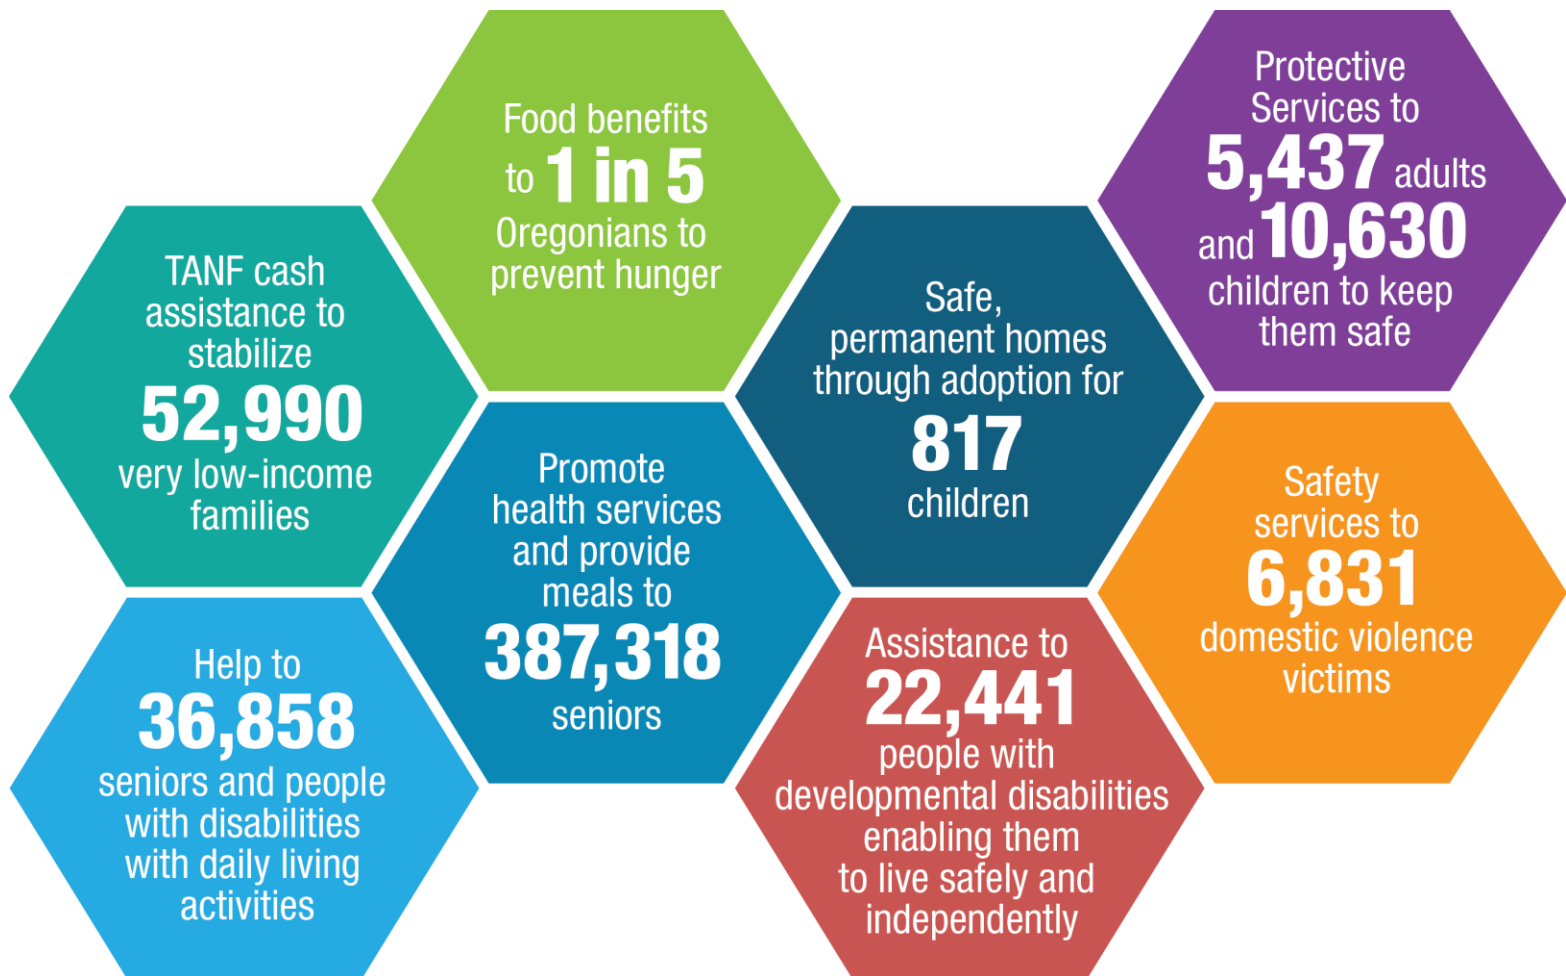 Food benefits
to 1 in 5
Oregonians to
prevent hunger
Protective
Services to
5,437 adults
and 10,630
children to keep
them safe
TANF cash
assistance to
stabilize
52,990
very low-income
families
Safe,
permanent homes
through adoption for
817
children
Promote
health services
and provide
meals to
387,318
seniors
Safety
services to
6,831
domestic violence
victims
Help to
36,858
seniors and people
with disabilities
with daily living
activities
Assistance to
22,441
people with
developmental disabilities
enabling them
to live safely and
independently